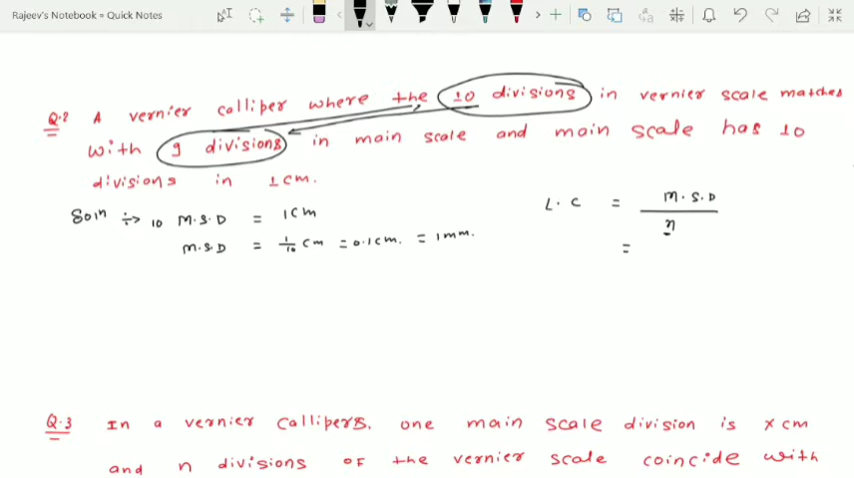 Rajeev's Notebook » Quick Notes
Q.2 A vernier calliper where the 10 divisions in vernier scale matches
with 9 divisions in main scale and main scale has 10
divisions in 1cm.
Soln ÷> 10 M.S.D = 1cm
M.S.D = 1/10 cm = 0.1cm. = 1mm.
L.C = M.S.D / n
=
Q.3 In a vernier callipers, one main scale division is x cm
and n divisions of the vernier scale coincide with